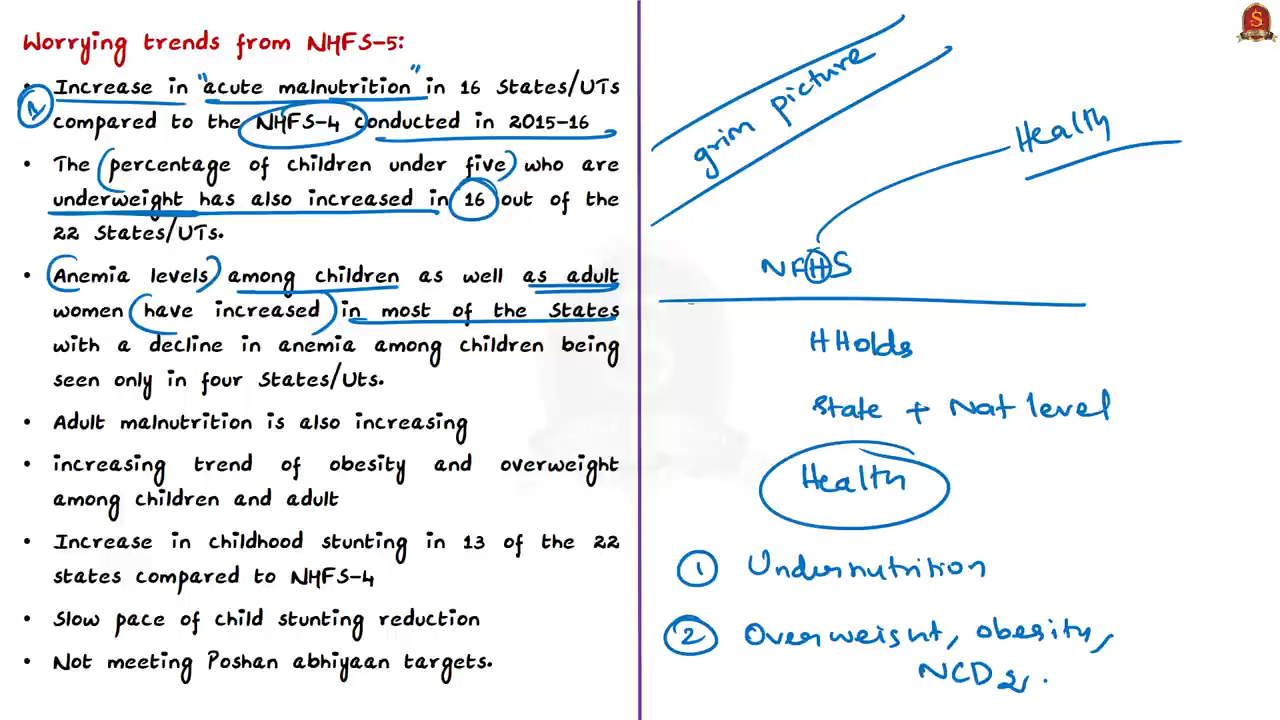 Worrying trends from NHFS-5:
• Increase in "acute malnutrition" in 16 States/UTs
1
compared to the NHFS-4 conducted in 2015-16
• The percentage of children under five who are
underweight has also increased in 16 out of the
22 States/UTs.
• Anemia levels among children as well as adult
women have increased in most of the States
with a decline in anemia among children being
seen only in four States/Uts.
• Adult malnutrition is also increasing
• increasing trend of obesity and overweight
among children and adult
• Increase in childhood stunting in 13 of the 22
states compared to NHFS-4
• Slow pace of child stunting reduction
• Not meeting Poshan abhiyaan targets.
grim picture
Health
NFHS
HHolds
State + Nat level
Health
1 Undernutrition
2 Overweight, obesity,
NCDs.
S